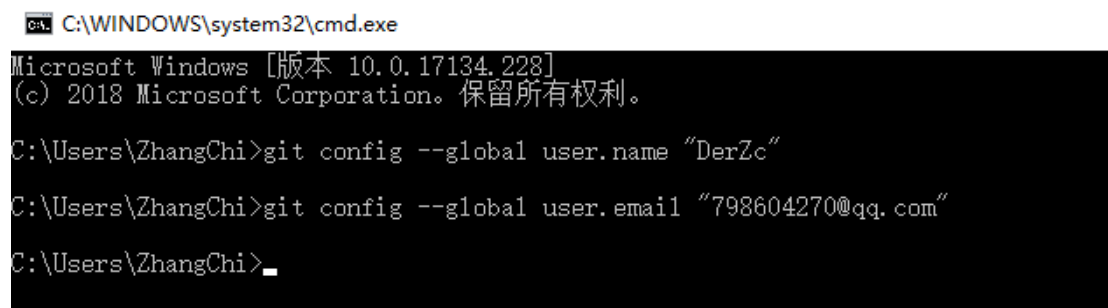 C:\WINDOWS\system32\cmd.exe
Microsoft Windows [版本 10.0.17134.228]
(c) 2018 Microsoft Corporation。保留所有权利。
C:\Users\ZhangChi>git config --global user.name "DerZc"
C:\Users\ZhangChi>git config --global user.email "798604270@qq.com"
C:\Users\ZhangChi>